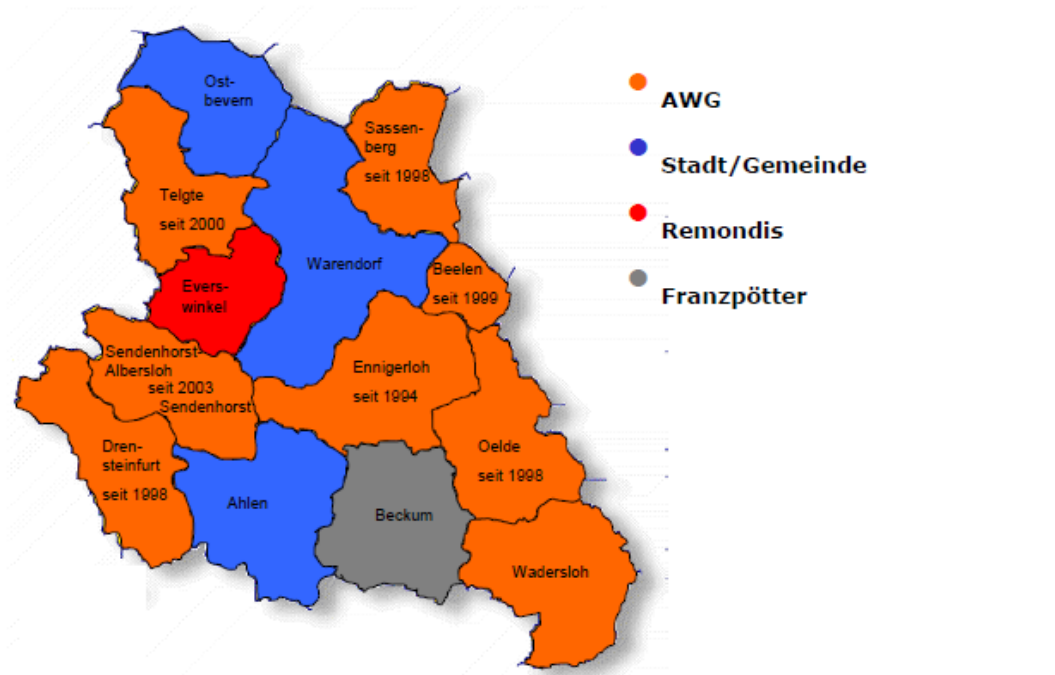 Ost-
bevern
Sassen-
berg
seit 1998
Telgte
seit 2000
Warendorf
Beelen
seit 1999
Evers-
winkel
Sendenhorst-
Albersloh
seit 2003
Sendenhorst
Ennigerloh
seit 1994
Dren-
steinfurt
seit 1998
Oelde
seit 1998
Ahlen
Beckum
Wadersloh
AWG
Stadt/Gemeinde
Remondis
Franzpötter